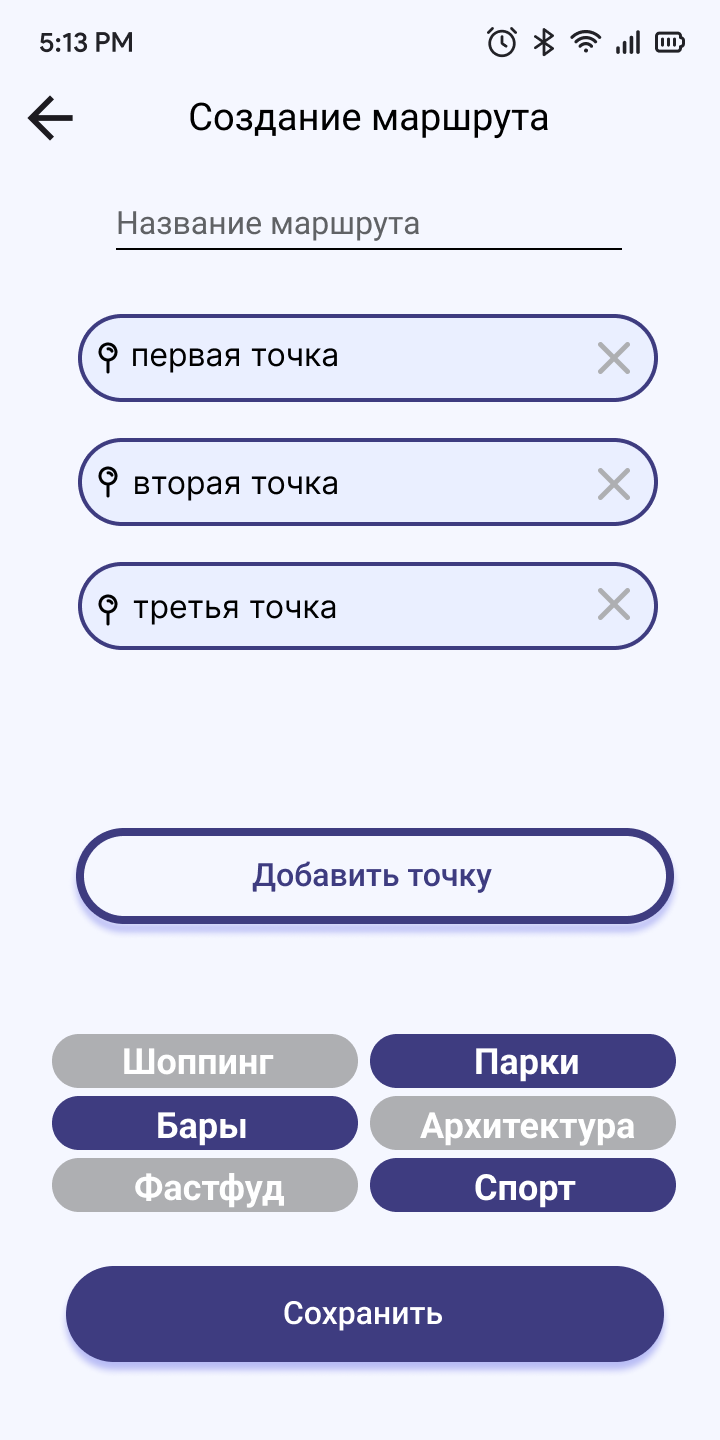 5:13 PM
Создание маршрута
Название маршрута
первая точка
вторая точка
третья точка
Добавить точку
Шоппинг Парки
Бары Архитектура
Фастфуд Спорт
Сохранить